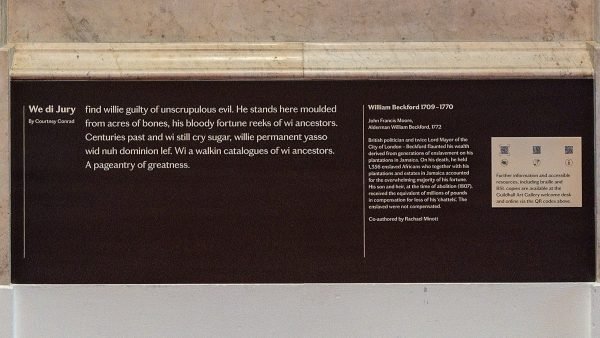 We di Jury
By Courtney Conrad
find willie guilty of unscrupulous evil. He stands here moulded
from acres of bones, his bloody fortune reeks of wi ancestors.
Centuries past and wi still cry sugar, willie permanent yasso
wid nuh dominion lef. Wi a walkin catalogues of wi ancestors.
A pageantry of greatness.
William Beckford 1709 – 1770
John Francis Moore,
Alderman William Beckford, 1772
British politician and twice Lord Mayor of the
City of London – Beckford flaunted his wealth
derived from generations of enslavement on his
plantations in Jamaica. On his death, he held
1,356 enslaved Africans who together with his
plantations and estates in Jamaica accounted
for the overwhelming majority of his fortune.
His son and heir, at the time of abolition (1807),
received the equivalent of millions of pounds
in compensation for loss of his 'chattels'. The
enslaved were not compensated.
Co-authored by Rachael Minott
Further information and accessible
resources, including braille and
BSL copies are available at the
Guildhall Art Gallery welcome desk
and online via the QR codes above